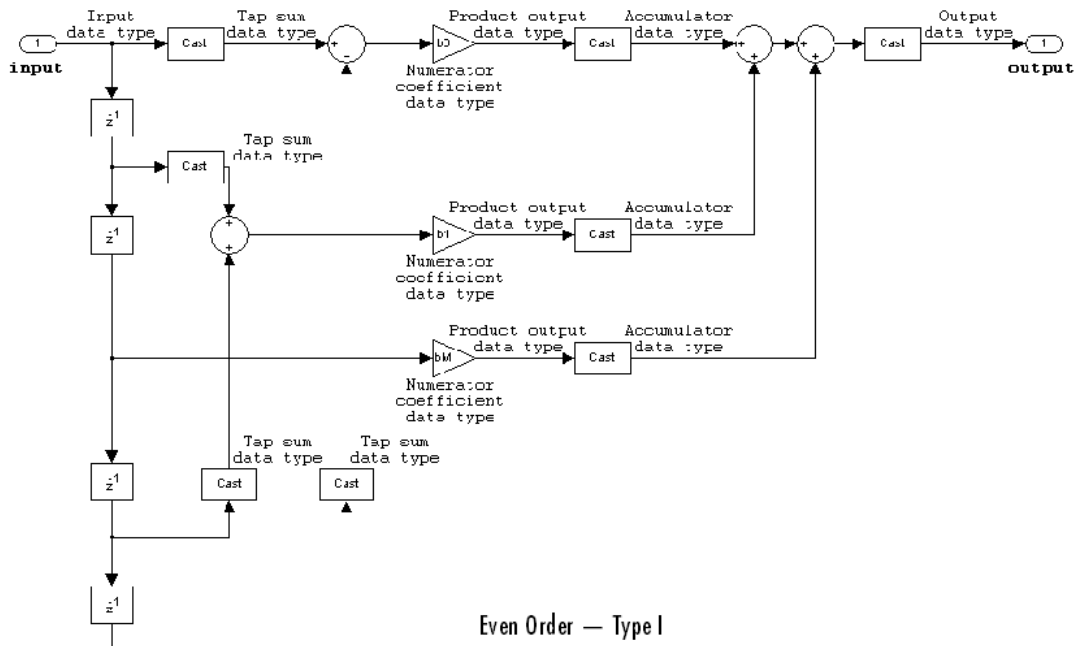 Input
data type
Tap sum
data type
Product output
data type
Accumulator
data type
Output
data type
1
Cast
+
-
b0
Cast
+
+
+
+
Cast
1
input
output
Numerator
coefficient
data type
z-1
Tap sum
data type
Cast
z-1
+
+
Product output
data type
Accumulator
data type
b1
Cast
Numerator
coefficient
data type
Product output
data type
Accumulator
data type
bM
Cast
Numerator
coefficient
data type
Tap sum
data type
Tap sum
data type
z-1
Cast
Cast
z-1
Even Order — Type I